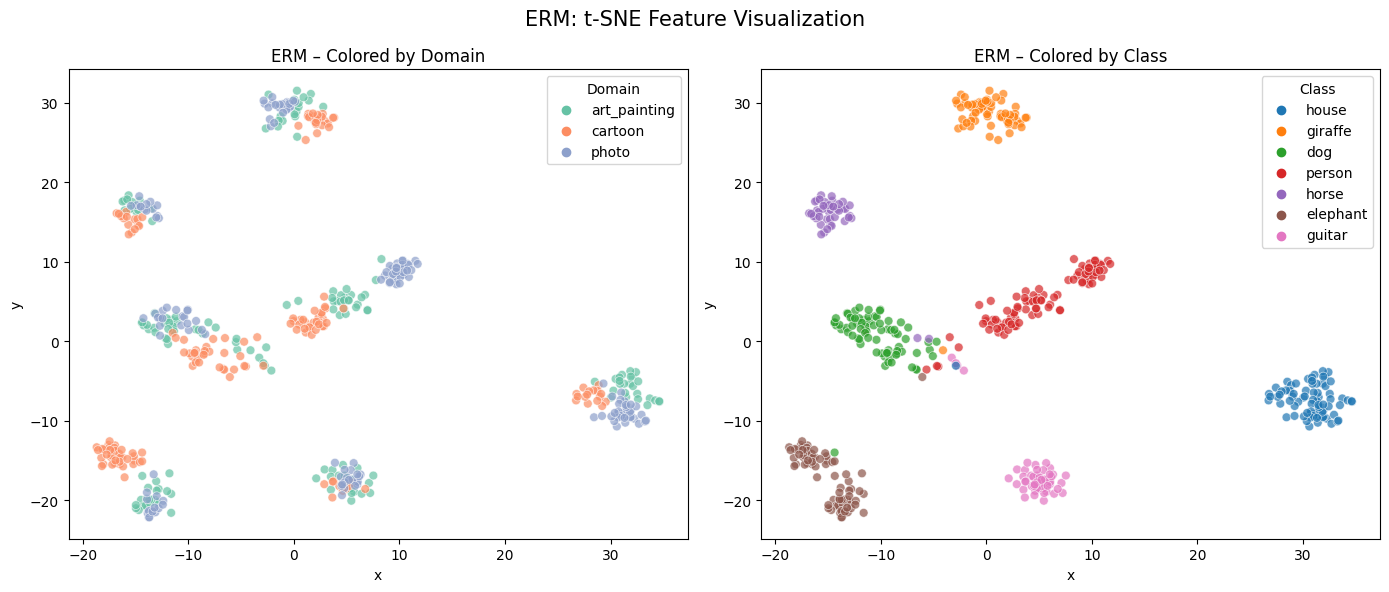 ERM: t-SNE Feature Visualization
ERM – Colored by Domain
Domain
art_painting
cartoon
photo
30
20
10
0
−10
−20
y
−20
−10
0
10
20
30
x
ERM – Colored by Class
Class
house
giraffe
dog
person
horse
elephant
guitar
30
20
10
0
−10
−20
y
−20
−10
0
10
20
30
x